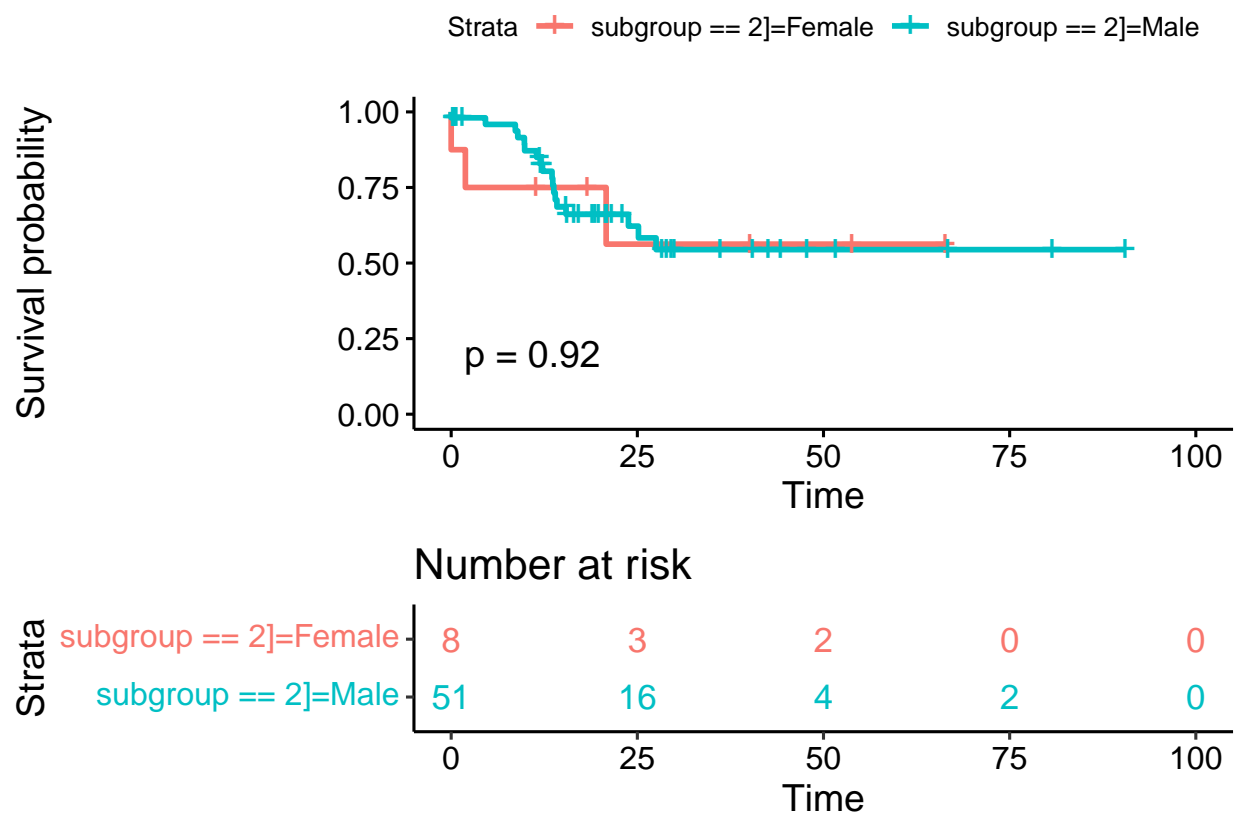 Strata subgroup == 2]=Female subgroup == 2]=Male
Survival probability
1.00
0.75
0.50
0.25
0.00
p = 0.92
0 25 50 75 100
Time
Number at risk
Strata
subgroup == 2]=Female 8 3 2 0 0
subgroup == 2]=Male 51 16 4 2 0
0 25 50 75 100
Time